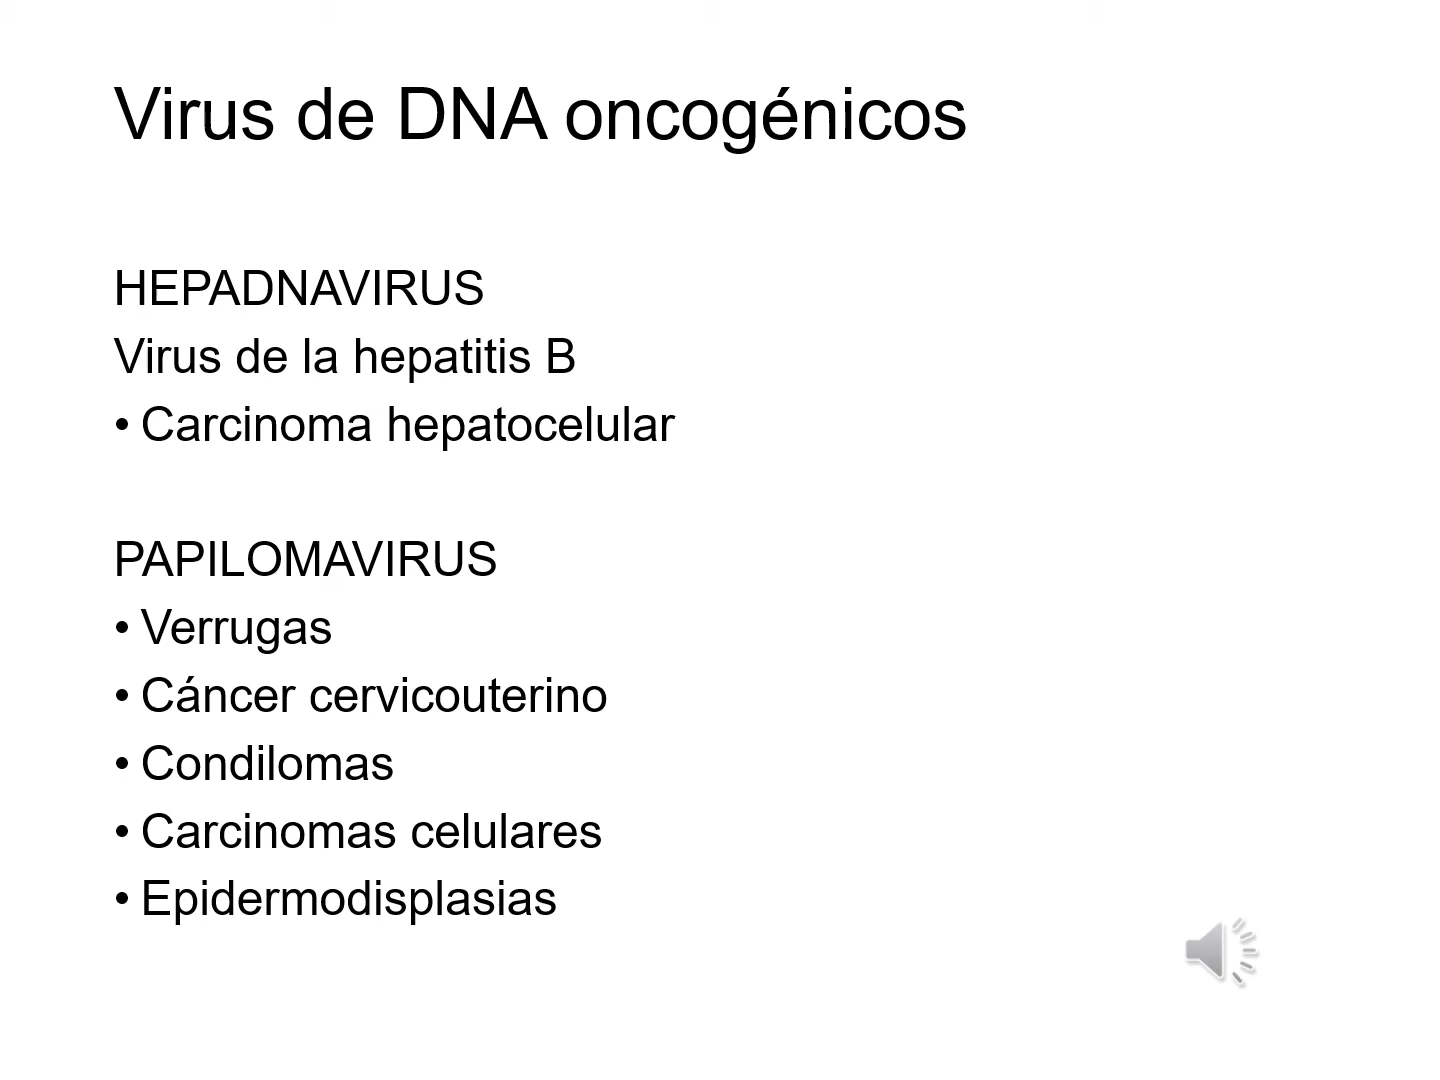 Virus de DNA oncogénicos
HEPADNAVIRUS
Virus de la hepatitis B
• Carcinoma hepatocelular
PAPILOMAVIRUS
• Verrugas
• Cáncer cervicouterino
• Condilomas
• Carcinomas celulares
• Epidermodisplasias